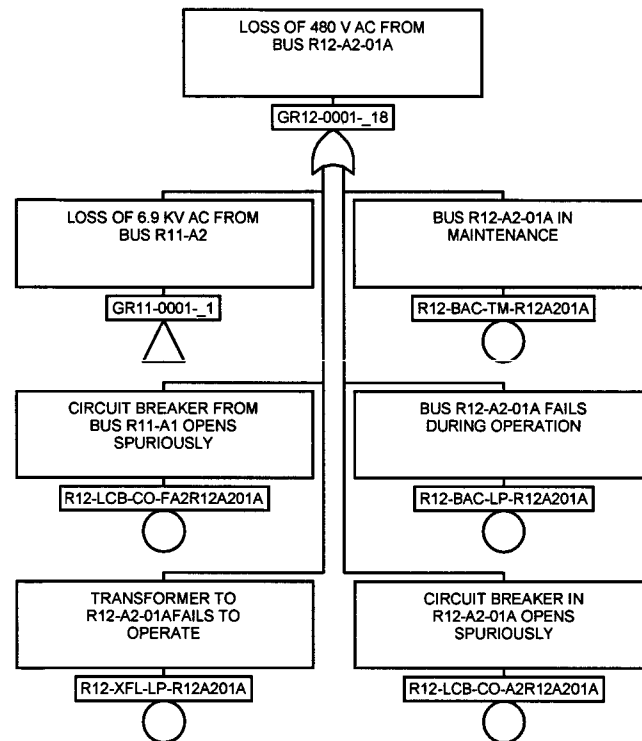 LOSS OF 480 V AC FROM
BUS R12-A2-01A
GR12-0001-_18
LOSS OF 6.9 KV AC FROM
BUS R11-A2
GR11-0001-_1
BUS R12-A2-01A IN
MAINTENANCE
R12-BAC-TM-R12A201A
CIRCUIT BREAKER FROM
BUS R11-A1 OPENS
SPURIOUSLY
R12-LCB-CO-FA2R12A201A
BUS R12-A2-01A FAILS
DURING OPERATION
R12-BAC-LP-R12A201A
TRANSFORMER TO
R12-A2-01AFAILS TO
OPERATE
R12-XFL-LP-R12A201A
CIRCUIT BREAKER IN
R12-A2-01A OPENS
SPURIOUSLY
R12-LCB-CO-A2R12A201A